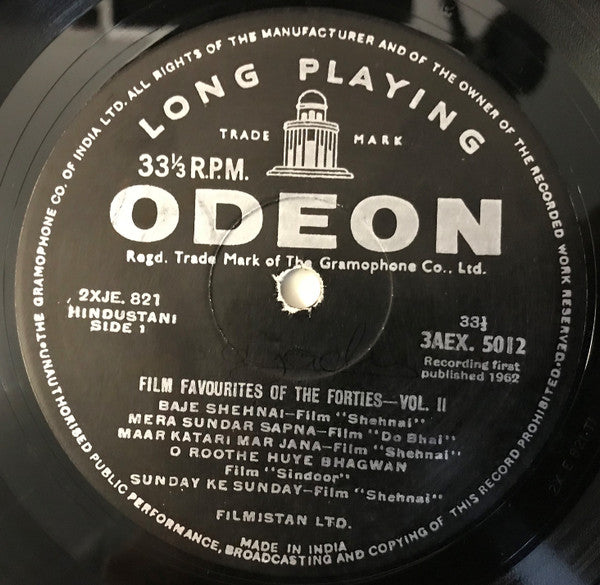 THE GRAMOPHONE CO. OF INDIA LTD. ALL RIGHTS OF THE MANUFACTURER AND OF THE OWNER OF THE RECORDED WORK RESERVED·
UNAUTHORISED PUBLIC PERFORMANCE, BROADCASTING AND COPYING OF THIS RECORD PROHIBITED·
LONG PLAYING
TRADE MARK
33⅓ R.P.M.
ODEON
Regd. Trade Mark of The Gramophone Co., Ltd.
2XJE. 821
HINDUSTANI
SIDE 1
33⅓
3AEX. 5012
Recording first
published 1962
FILM FAVOURITES OF THE FORTIES—VOL. II
BAJE SHEHNAI—Film "Shehnai"
MERA SUNDAR SAPNA—Film "Do Bhai"
MAAR KATARI MAR JANA—Film "Shehnai"
O ROOTHE HUYE BHAGWAN
Film "Sindoor"
SUNDAY KE SUNDAY—Film "Shehnai"
FILMISTAN LTD.
MADE IN INDIA